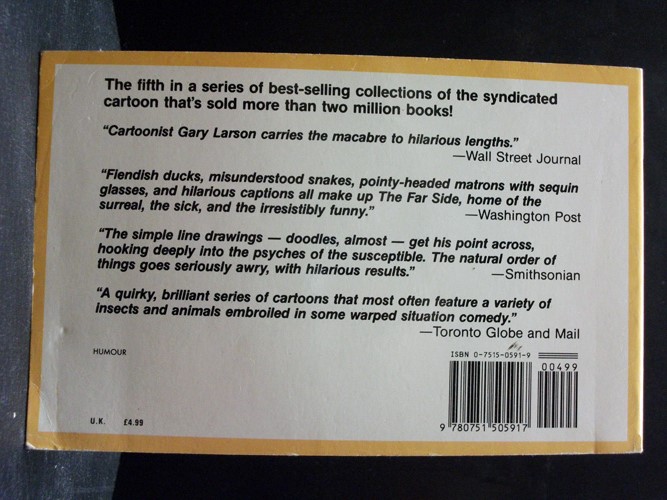 The fifth in a series of best-selling collections of the syndicated
cartoon that's sold more than two million books!
"Cartoonist Gary Larson carries the macabre to hilarious lengths."
—Wall Street Journal
"Fiendish ducks, misunderstood snakes, pointy-headed matrons with sequin
glasses, and hilarious captions all make up The Far Side, home of the
surreal, the sick, and the irresistibly funny."
—Washington Post
"The simple line drawings — doodles, almost — get his point across,
hooking deeply into the psyches of the susceptible. The natural order of
things goes seriously awry, with hilarious results."
—Smithsonian
"A quirky, brilliant series of cartoons that most often feature a variety of
insects and animals embroiled in some warped situation comedy."
—Toronto Globe and Mail
HUMOUR
ISBN 0-7515-0591-9
00499
9 780751 505917
U.K. £4.99